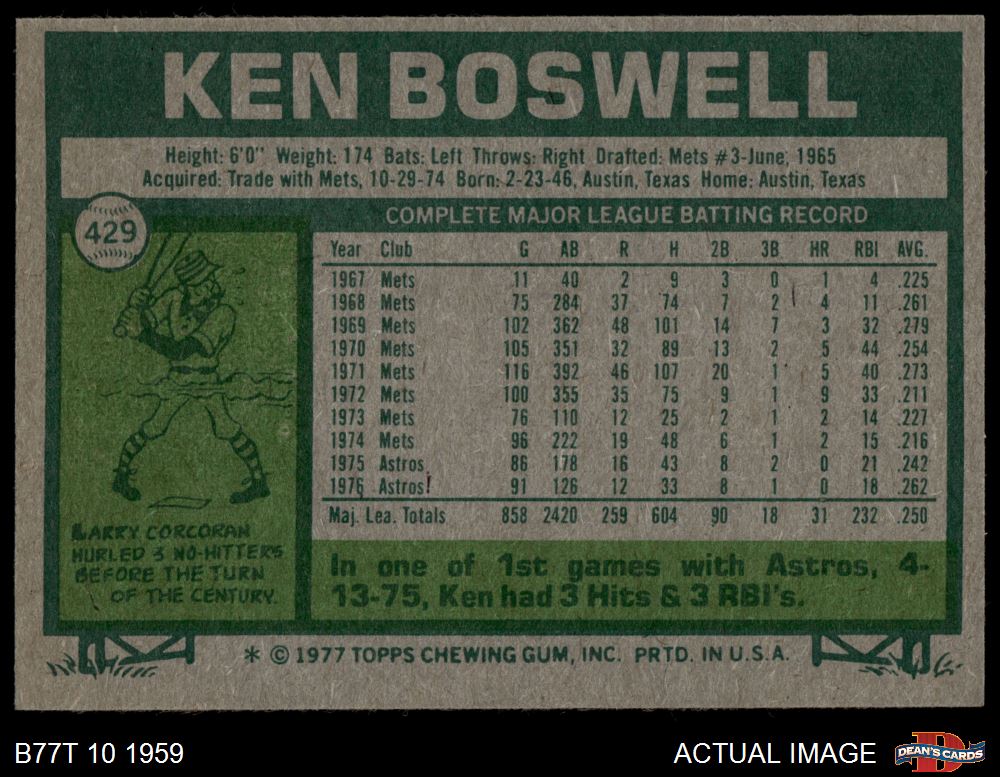 KEN BOSWELL
Height: 6'0" Weight: 174 Bats: Left Throws: Right Drafted: Mets #3-June, 1965
Acquired: Trade with Mets, 10-29-74 Born: 2-23-46, Austin, Texas Home: Austin, Texas
429
COMPLETE MAJOR LEAGUE BATTING RECORD
Year Club G AB R H 2B 3B HR RBI AVG.
1967 Mets 11 40 2 9 3 0 1 4 .225
1968 Mets 75 284 37 74 7 2 4 11 .261
1969 Mets 102 362 48 101 14 7 3 32 .279
1970 Mets 105 351 32 89 13 2 5 44 .254
1971 Mets 116 392 46 107 20 1 5 40 .273
1972 Mets 100 355 35 75 9 1 9 33 .211
1973 Mets 76 110 12 25 2 1 2 14 .227
1974 Mets 96 222 19 48 6 1 2 15 .216
1975 Astros 86 178 16 43 8 2 0 21 .242
1976 Astros 91 126 12 33 8 1 0 18 .262
Maj. Lea. Totals 858 2420 259 604 90 18 31 232 .250
LARRY CORCORAN
HURLED 3 NO-HITTERS
BEFORE THE TURN
OF THE CENTURY.
In one of 1st games with Astros, 4-
13-75, Ken had 3 Hits & 3 RBI's.
* © 1977 TOPPS CHEWING GUM, INC. PRTD. IN U.S.A.
B77T 10 1959
ACTUAL IMAGE
D
DEAN'S CARDS